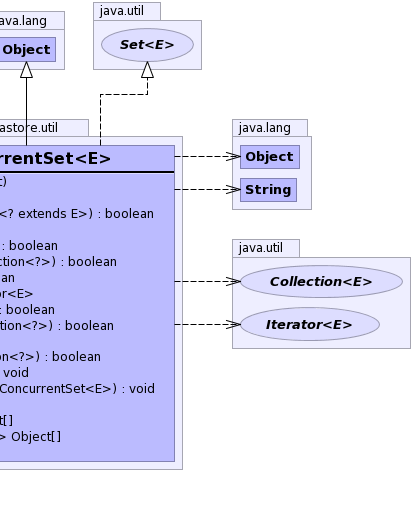 java.util
ava.lang
Object
Set<E>
astore.util
rrentSet<E>
t)
<? extends E>) : boolean
: boolean
ction<?>) : boolean
an
or<E>
: boolean
tion<?>) : boolean
on<?>) : boolean
void
ConcurrentSet<E>) : void
t[]
> Object[]
java.lang
Object
String
java.util
Collection<E>
Iterator<E>